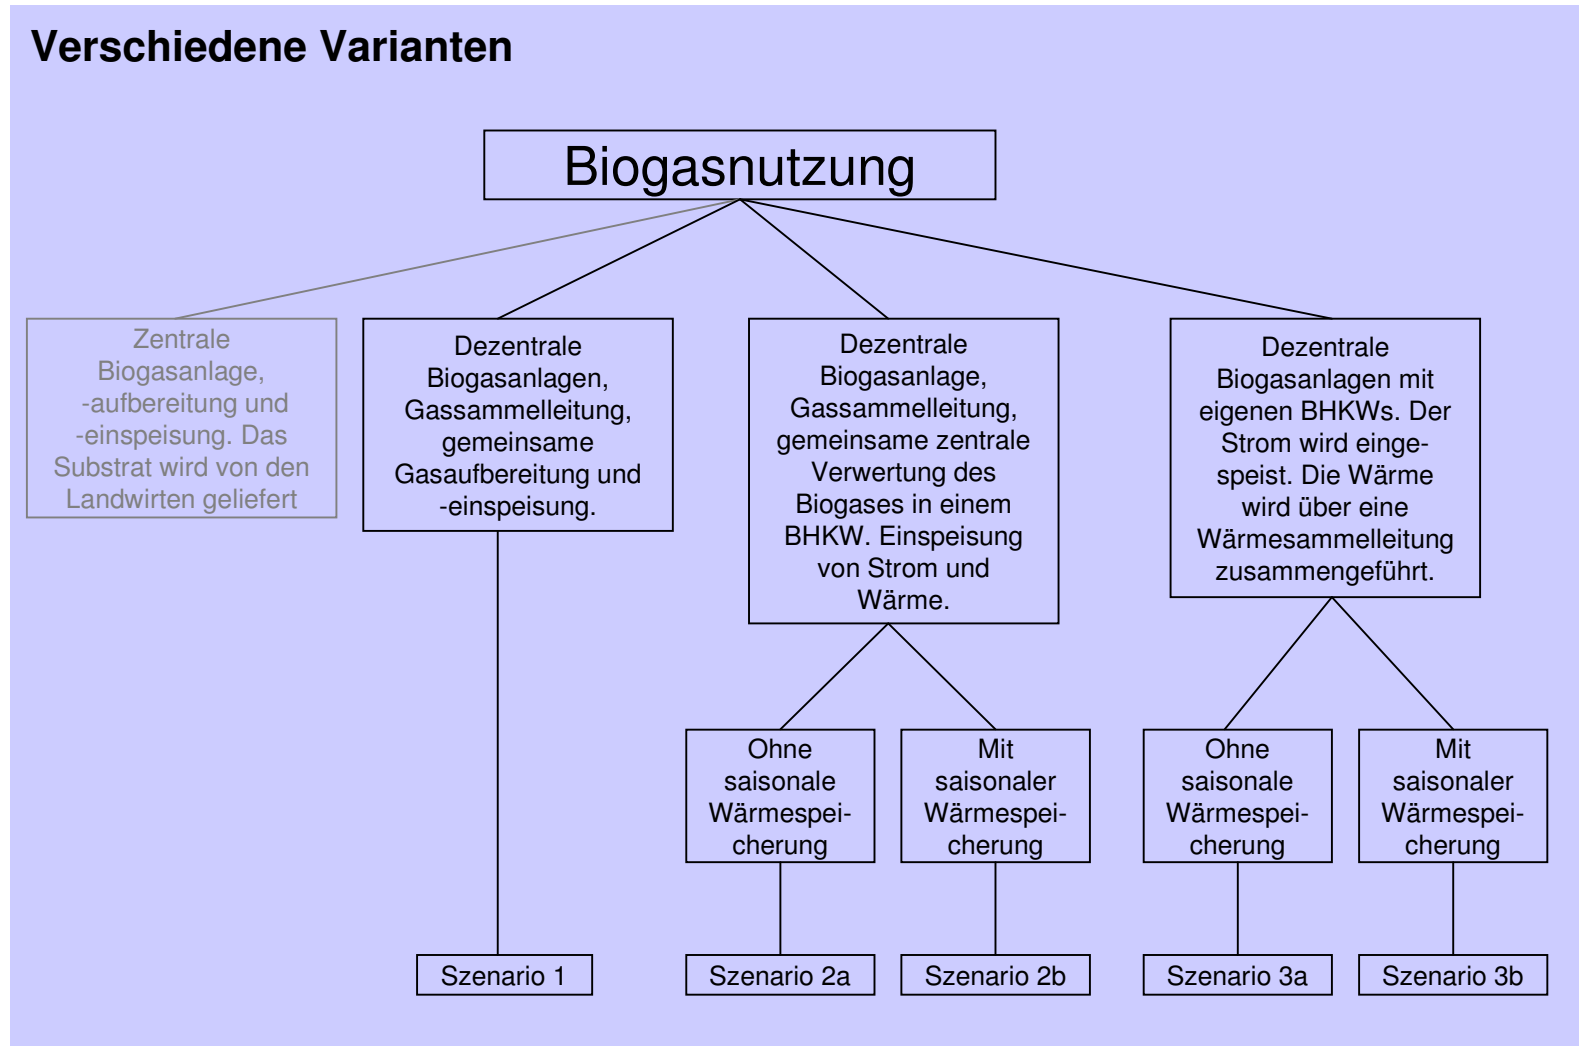 Verschiedene Varianten
Biogasnutzung
Zentrale
Biogasanlage,
-aufbereitung und
-einspeisung. Das
Substrat wird von den
Landwirten geliefert
Dezentrale
Biogasanlagen,
Gassammelleitung,
gemeinsame
Gasaufbereitung und
-einspeisung.
Dezentrale
Biogasanlage,
Gassammelleitung,
gemeinsame zentrale
Verwertung des
Biogases in einem
BHKW. Einspeisung
von Strom und
Wärme.
Dezentrale
Biogasanlagen mit
eigenen BHKWs. Der
Strom wird einge-
speist. Die Wärme
wird über eine
Wärmesammelleitung
zusammengeführt.
Ohne
saisonale
Wärmespei-
cherung
Mit
saisonaler
Wärmespei-
cherung
Ohne
saisonale
Wärmespei-
cherung
Mit
saisonaler
Wärmespei-
cherung
Szenario 1
Szenario 2a
Szenario 2b
Szenario 3a
Szenario 3b